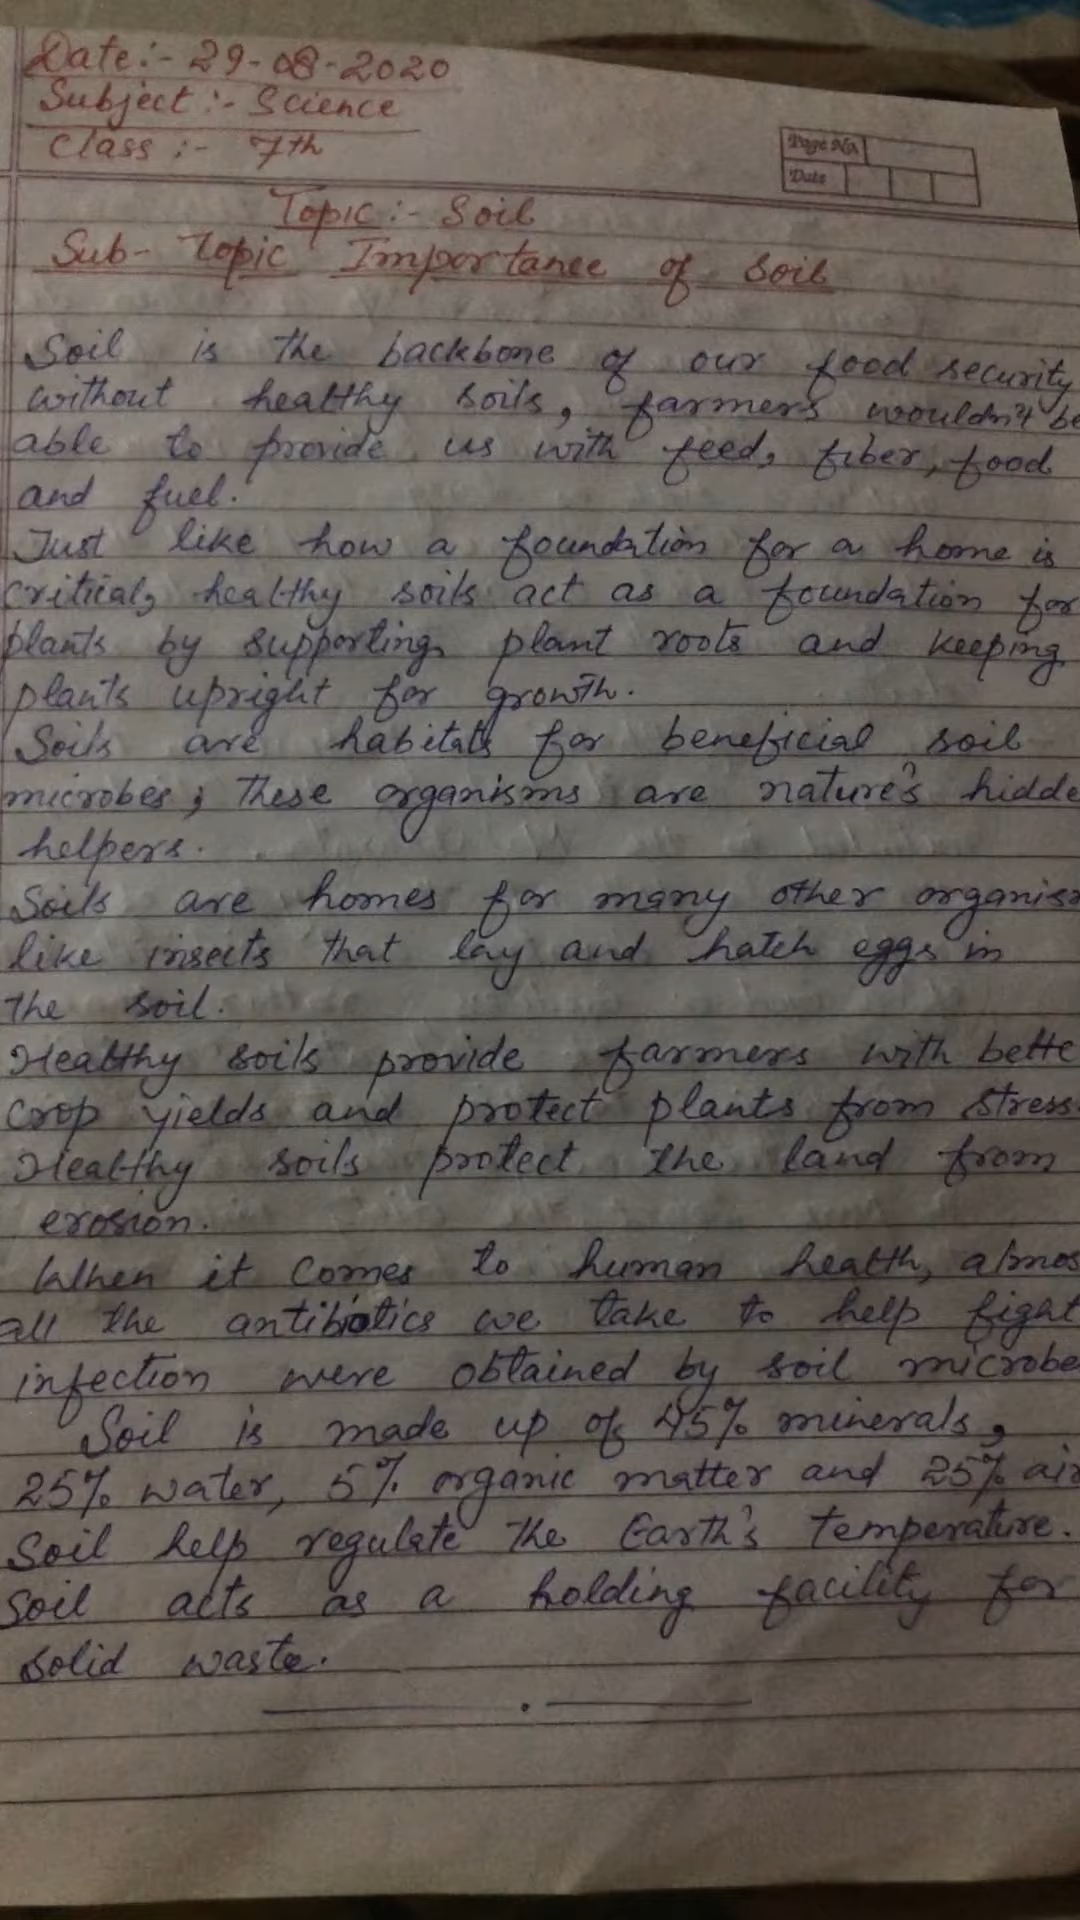 Date:- 29-08-2020
Subject:- Science
Class:- 7th
Page No.
Date
Topic:- Soil
Sub- Topic Importance of soil
Soil is the backbone of our food security
without healthy soils, farmers wouldn't be
able to provide us with feed, fiber, food
and fuel.
Just like how a foundation for a home is
critical, healthy soils act as a foundation for
plants by supporting plant roots and keeping
plants upright for growth.
Soils are habitats for beneficial soil
microbes; these organisms are nature's hidde
helpers.
Soils are homes for many other organis
like insects that lay and hatch eggs in
the soil.
Healthy soils provide farmers with bette
crop yields and protect plants from stress.
Healthy soils protect the land from
erosion.
When it comes to human health, almos
all the antibiotics we take to help fight
infection were obtained by soil microbe
Soil is made up of 45% minerals,
25% water, 5% organic matter and 25% air
Soil help regulate the Earth's temperature.
Soil acts as a holding facility for
solid waste.